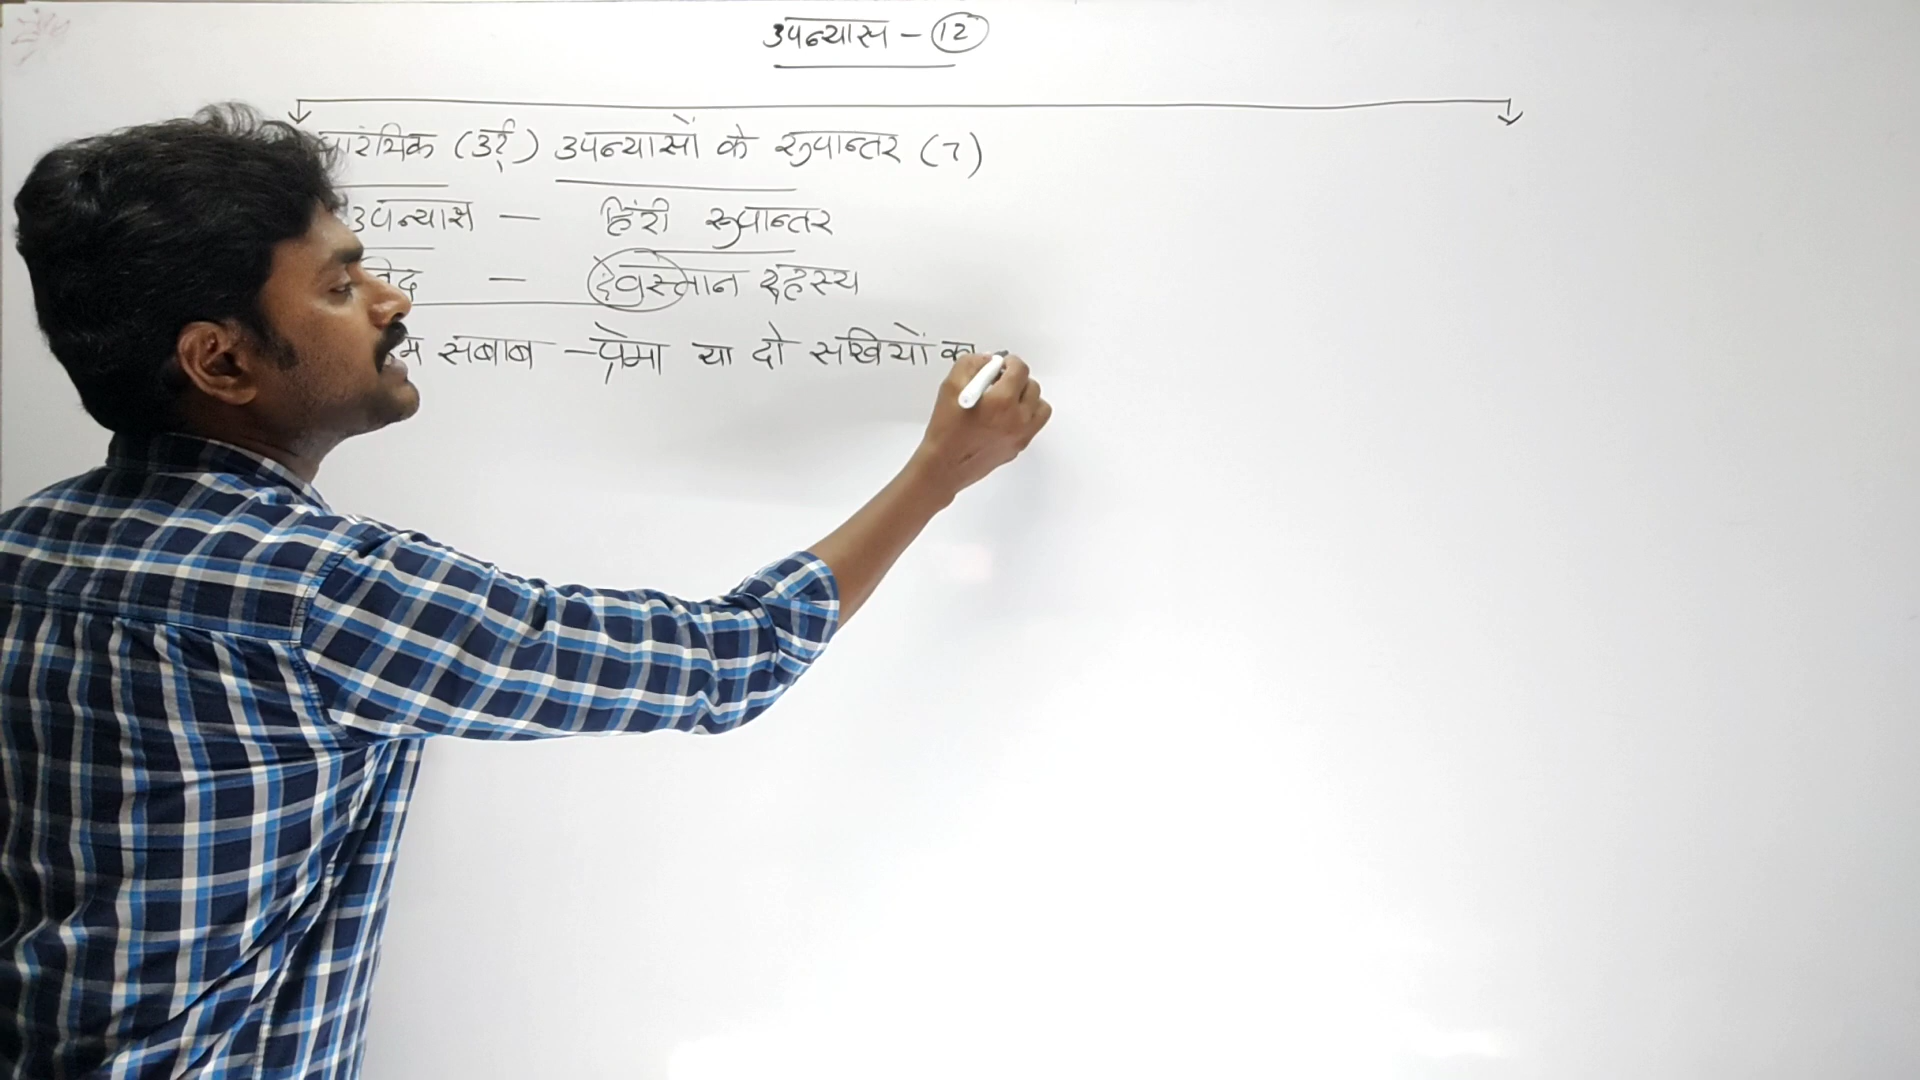 उपन्यास - 12
प्रारंभिक (उर्दू) उपन्यासों के रूपान्तर (7)
उपन्यास - हिंदी रूपान्तर
- देवस्थान रहस्य
सबाब - प्रेमा या दो सखियों का